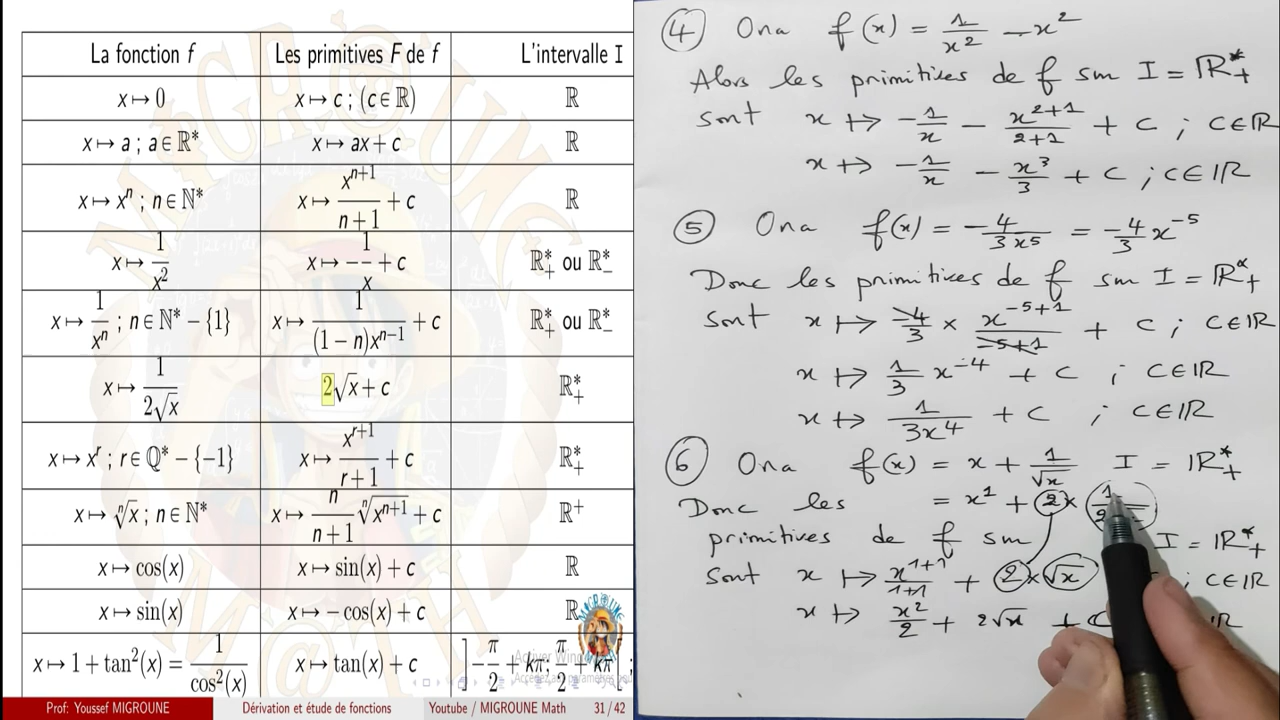 La fonction f Les primitives F de f L'intervalle I
x ↦ 0 x ↦ c ; (c ∈ ℝ) ℝ
x ↦ a ; a ∈ ℝ* x ↦ ax + c ℝ
x ↦ xⁿ ; n ∈ ℕ* x ↦ xⁿ⁺¹/(n+1) + c ℝ
x ↦ 1/x² x ↦ −1/x + c ℝ*₊ ou ℝ*₋
x ↦ 1/xⁿ ; n ∈ ℕ* − {1} x ↦ 1/((1−n)xⁿ⁻¹) + c ℝ*₊ ou ℝ*₋
x ↦ 1/(2√x) 2√x + c ℝ*₊
x ↦ x^r ; r ∈ ℚ* − {−1} x ↦ x^(r+1)/(r+1) + c ℝ*₊
x ↦ ⁿ√x ; n ∈ ℕ* x ↦ n/(n+1) ⁿ√(xⁿ⁺¹) + c ℝ⁺
x ↦ cos(x) x ↦ sin(x) + c ℝ
x ↦ sin(x) x ↦ −cos(x) + c ℝ
x ↦ 1 + tan²(x) = 1/cos²(x) x ↦ tan(x) + c ]−π/2 + kπ; π/2 + kπ[ ;
MIGROUNE
Prof: Youssef MIGROUNE Dérivation et étude de fonctions Youtube / MIGROUNE Math 31 / 42
④ Ona f(x) = 1/x² − x²
Alors les primitives de f sur I = ℝ*₊
sont x ↦ −1/x − x²⁺¹/(2+1) + c ; c ∈ ℝ
x ↦ −1/x − x³/3 + c ; c ∈ ℝ
⑤ Ona f(x) = −4/(3x⁵) = −4/3 x⁻⁵
Donc les primitives de f sur I = ℝ*₊
sont x ↦ −4/3 × x⁻⁵⁺¹/(−5+1) + c ; c ∈ ℝ
x ↦ 1/3 x⁻⁴ + c ; c ∈ ℝ
x ↦ 1/(3x⁴) + c ; c ∈ ℝ
⑥ Ona f(x) = x + 1/√x I = ℝ*₊
Donc les = x¹ + 2 × 1/2
primitives de f sur I = ℝ*₊
sont x ↦ x¹⁺¹/(1+1) + 2 × √x ; c ∈ ℝ
x ↦ x²/2 + 2√x + c ℝ